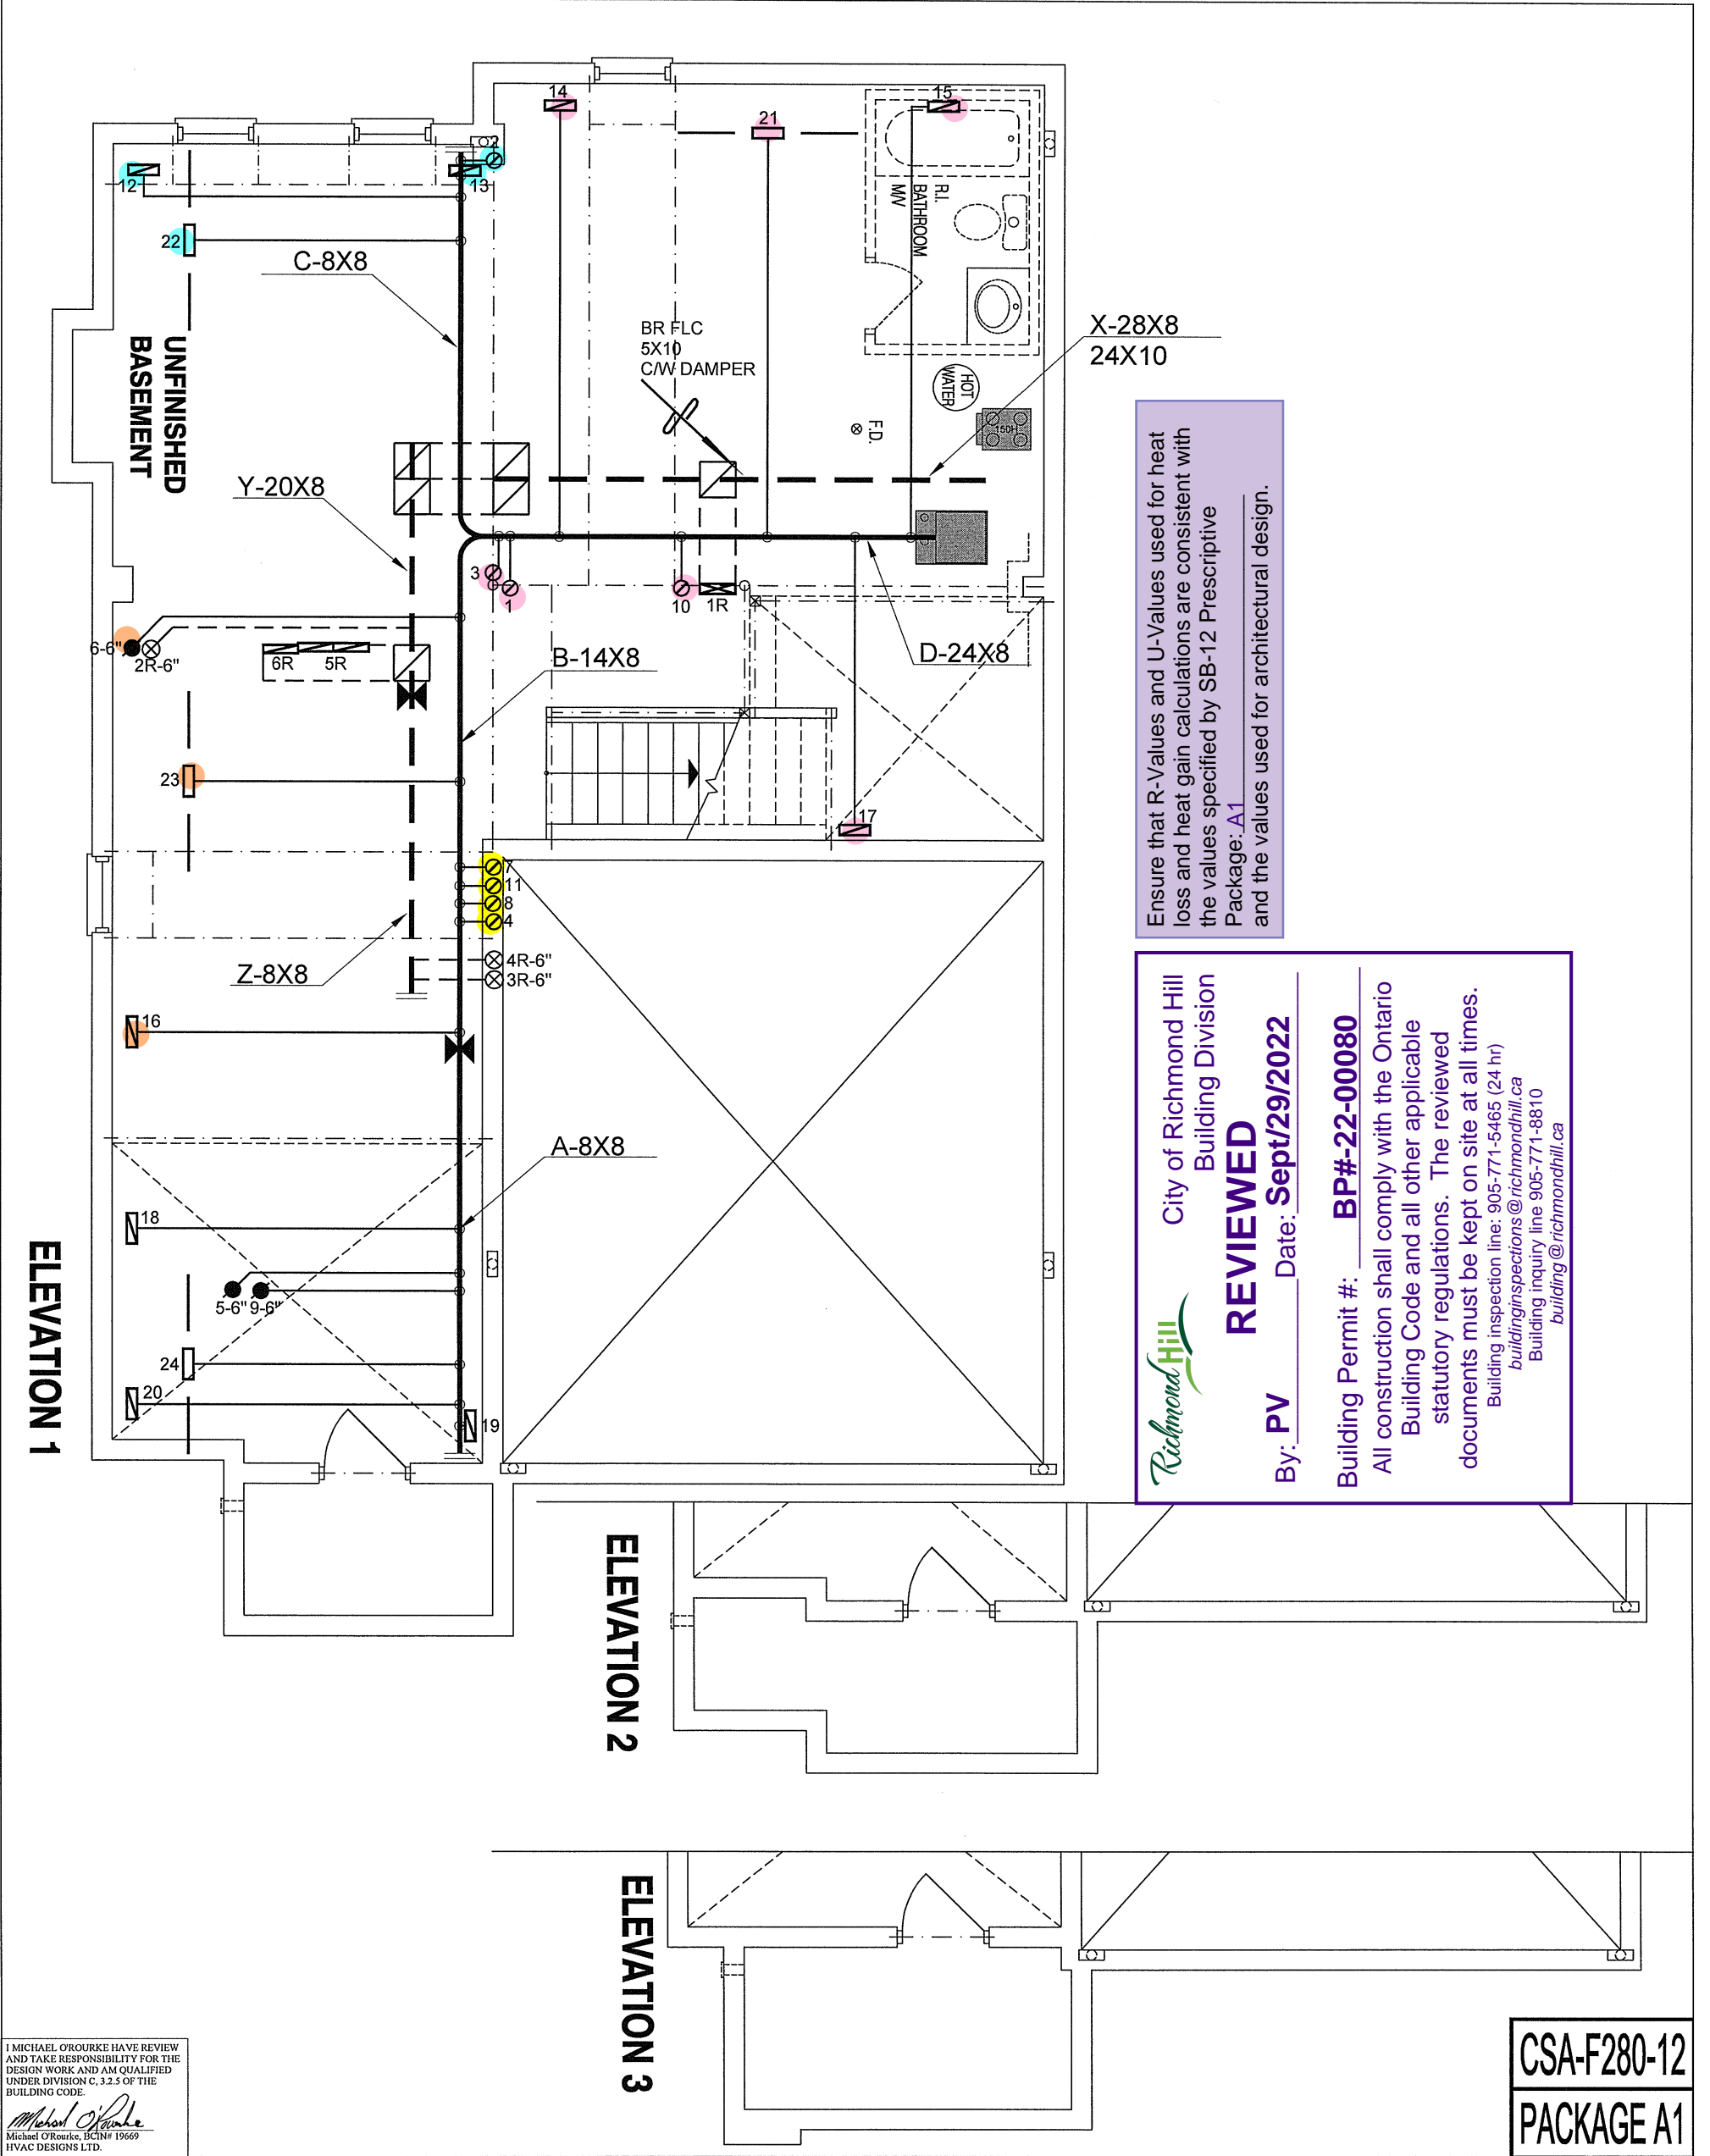 14
21
15
2
12
13
22
R.I.
BATHROOM
MV
C-8X8
UNFINISHED
BASEMENT
BR FLC
5X10
C/W DAMPER
X-28X8
24X10
HOT
WATER
150H
F.D.
Y-20X8
3
1
10
1R
6-6"
2R-6"
6R
5R
B-14X8
D-24X8
23
17
7
11
8
4
4R-6"
3R-6"
Z-8X8
16
A-8X8
18
5-6"
9-6"
24
20
19
ELEVATION 1
ELEVATION 2
ELEVATION 3
Ensure that R-Values and U-Values used for heat
loss and heat gain calculations are consistent with
the values specified by SB-12 Prescriptive
Package: A1
and the values used for architectural design.
Richmond Hill
City of Richmond Hill
Building Division
REVIEWED
By: PV Date: Sept/29/2022
Building Permit #: BP#-22-00080
All construction shall comply with the Ontario
Building Code and all other applicable
statutory regulations. The reviewed
documents must be kept on site at all times.
Building inspection line: 905-771-5465 (24 hr)
buildinginspections@richmondhill.ca
Building inquiry line 905-771-8810
building@richmondhill.ca
I MICHAEL O'ROURKE HAVE REVIEW
AND TAKE RESPONSIBILITY FOR THE
DESIGN WORK AND AM QUALIFIED
UNDER DIVISION C, 3.2.5 OF THE
BUILDING CODE.
Michael O'Rourke
Michael O'Rourke, BCIN# 19669
HVAC DESIGNS LTD.
CSA-F280-12
PACKAGE A1